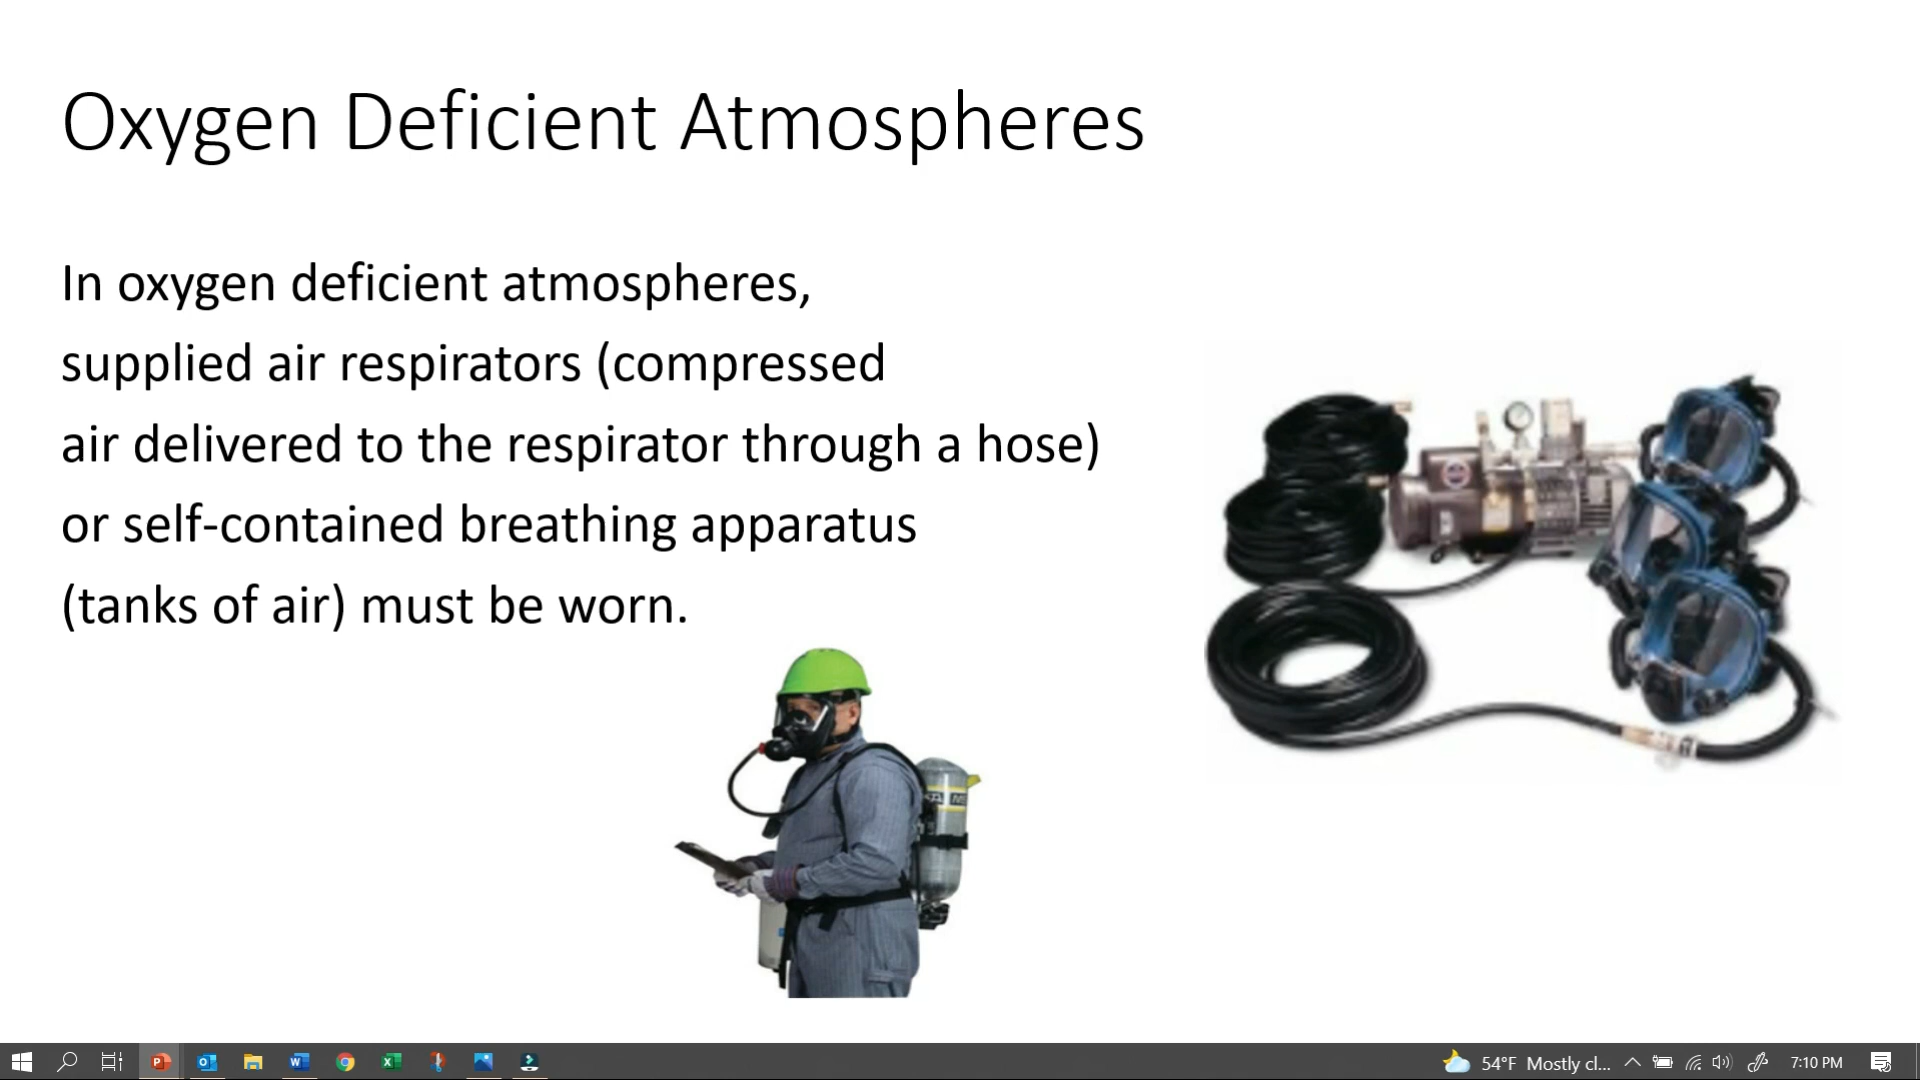 Oxygen Deficient Atmospheres
In oxygen deficient atmospheres,
supplied air respirators (compressed
air delivered to the respirator through a hose)
or self-contained breathing apparatus
(tanks of air) must be worn.
54°F Mostly cl...
7:10 PM